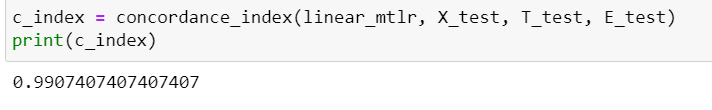 c_index = concordance_index(linear_mtlr, X_test, T_test, E_test)
print(c_index)
0.9907407407407407